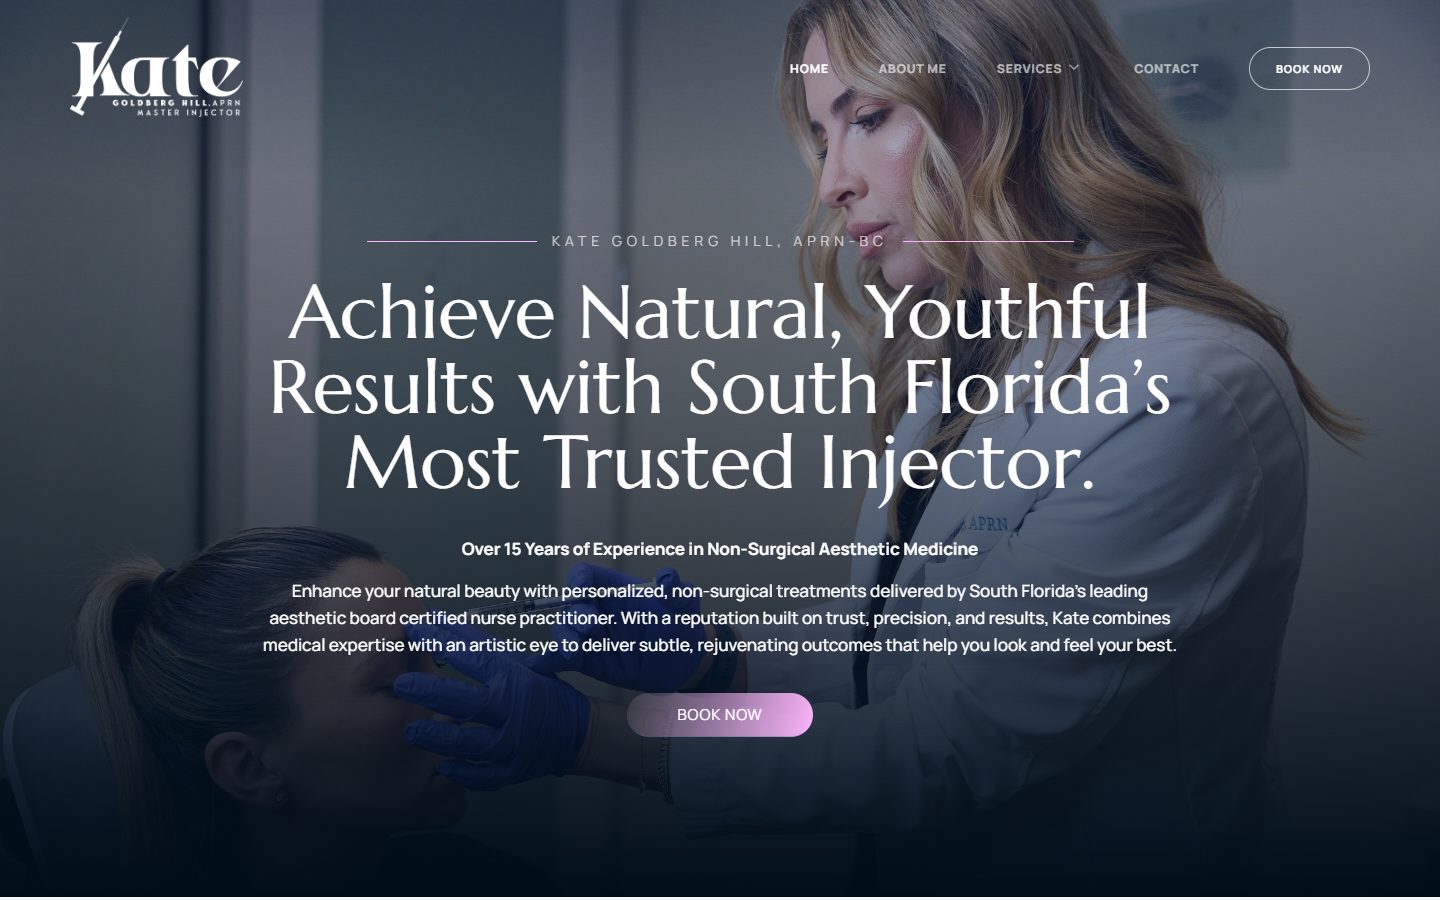 Kate
GOLDBERG HILL, APRN
MASTER INJECTOR
HOME
ABOUT ME
SERVICES
CONTACT
BOOK NOW
KATE GOLDBERG HILL, APRN-BC
Achieve Natural, Youthful
Results with South Florida’s
Most Trusted Injector.
APRN
Over 15 Years of Experience in Non-Surgical Aesthetic Medicine
Enhance your natural beauty with personalized, non-surgical treatments delivered by South Florida’s leading
aesthetic board certified nurse practitioner. With a reputation built on trust, precision, and results, Kate combines
medical expertise with an artistic eye to deliver subtle, rejuvenating outcomes that help you look and feel your best.
BOOK NOW